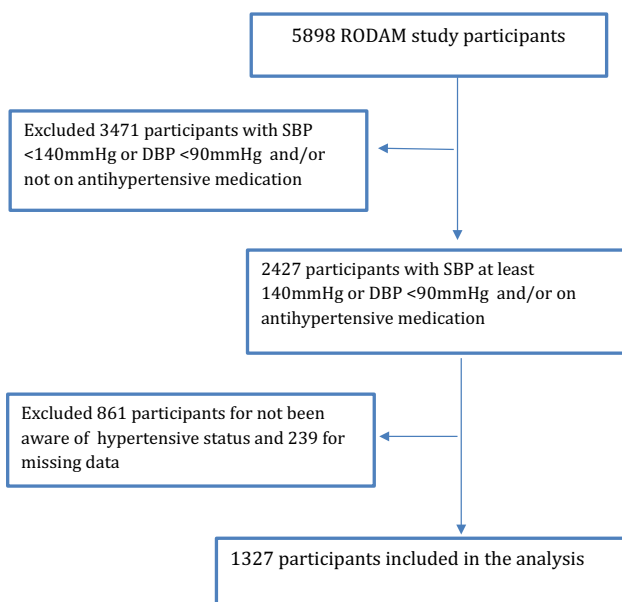 5898 RODAM study participants
Excluded 3471 participants with SBP
<140mmHg or DBP <90mmHg and/or
not on antihypertensive medication
2427 participants with SBP at least
140mmHg or DBP <90mmHg and/or on
antihypertensive medication
Excluded 861 participants for not been
aware of hypertensive status and 239 for
missing data
1327 participants included in the analysis